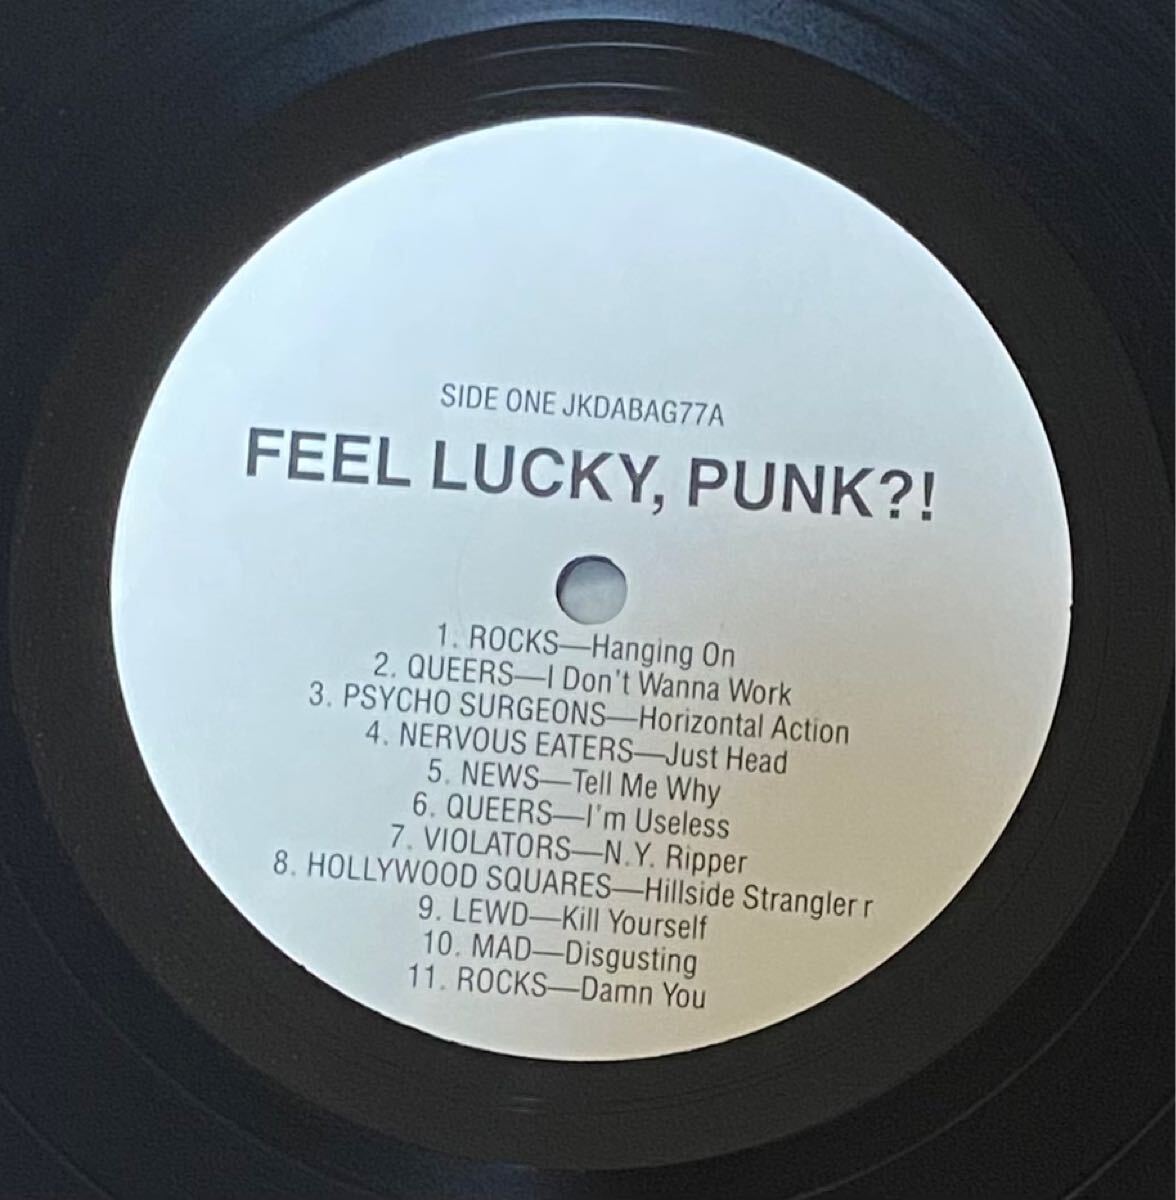 SIDE ONE JKDABAG77A
FEEL LUCKY, PUNK?!
1. ROCKS—Hanging On
2. QUEERS—I Don't Wanna Work
3. PSYCHO SURGEONS—Horizontal Action
4. NERVOUS EATERS—Just Head
5. NEWS—Tell Me Why
6. QUEERS—I'm Useless
7. VIOLATORS—N.Y. Ripper
8. HOLLYWOOD SQUARES—Hillside Strangler r
9. LEWD—Kill Yourself
10. MAD—Disgusting
11. ROCKS—Damn You